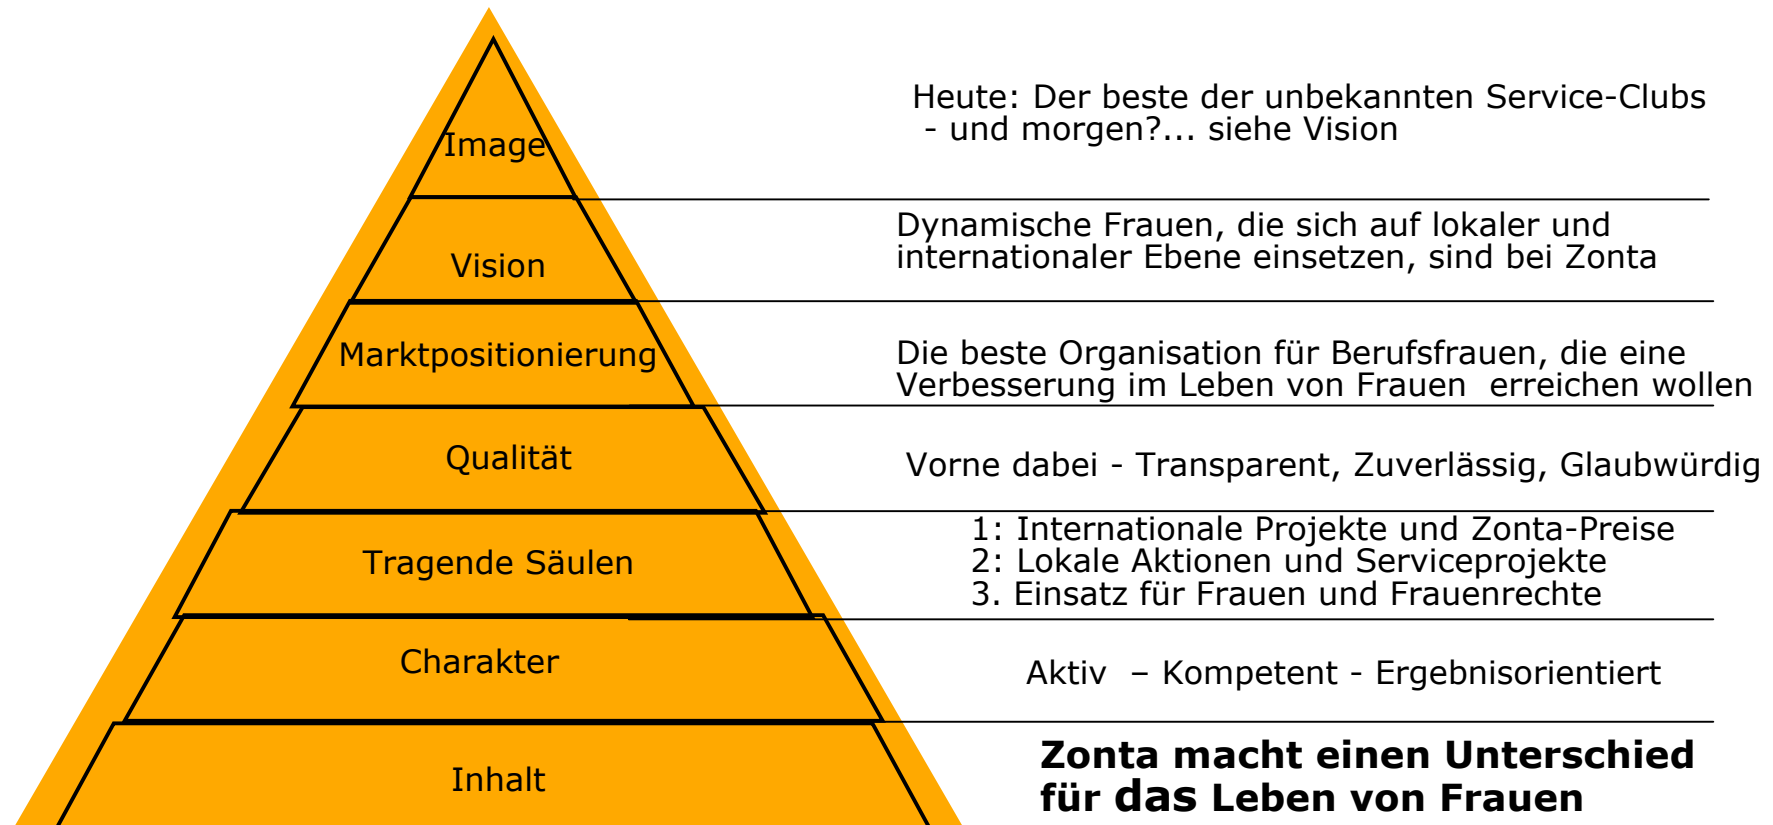 Image
Heute: Der beste der unbekannten Service-Clubs
- und morgen?... siehe Vision
Vision
Dynamische Frauen, die sich auf lokaler und
internationaler Ebene einsetzen, sind bei Zonta
Marktpositionierung
Die beste Organisation für Berufsfrauen, die eine
Verbesserung im Leben von Frauen erreichen wollen
Qualität
Vorne dabei - Transparent, Zuverlässig, Glaubwürdig
Tragende Säulen
1: Internationale Projekte und Zonta-Preise
2: Lokale Aktionen und Serviceprojekte
3. Einsatz für Frauen und Frauenrechte
Charakter
Aktiv – Kompetent - Ergebnisorientiert
Inhalt
Zonta macht einen Unterschied
für das Leben von Frauen